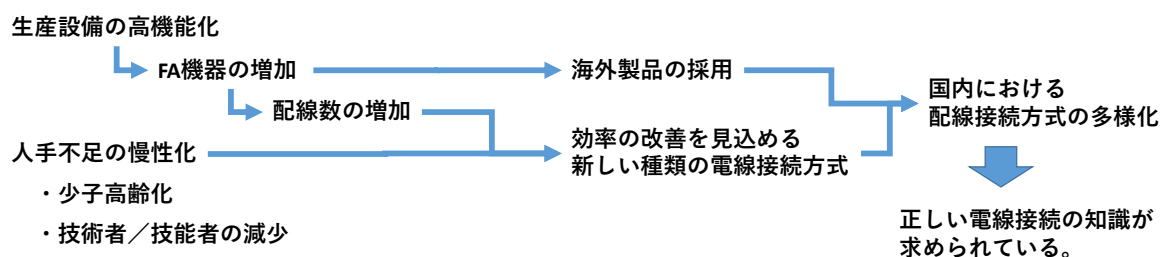 生産設備の高機能化
FA機器の増加
海外製品の採用
国内における
配線接続方式の多様化
配線数の増加
効率の改善を見込める
新しい種類の電線接続方式
人手不足の慢性化
・少子高齢化
・技術者／技能者の減少
正しい電線接続の知識が
求められている。